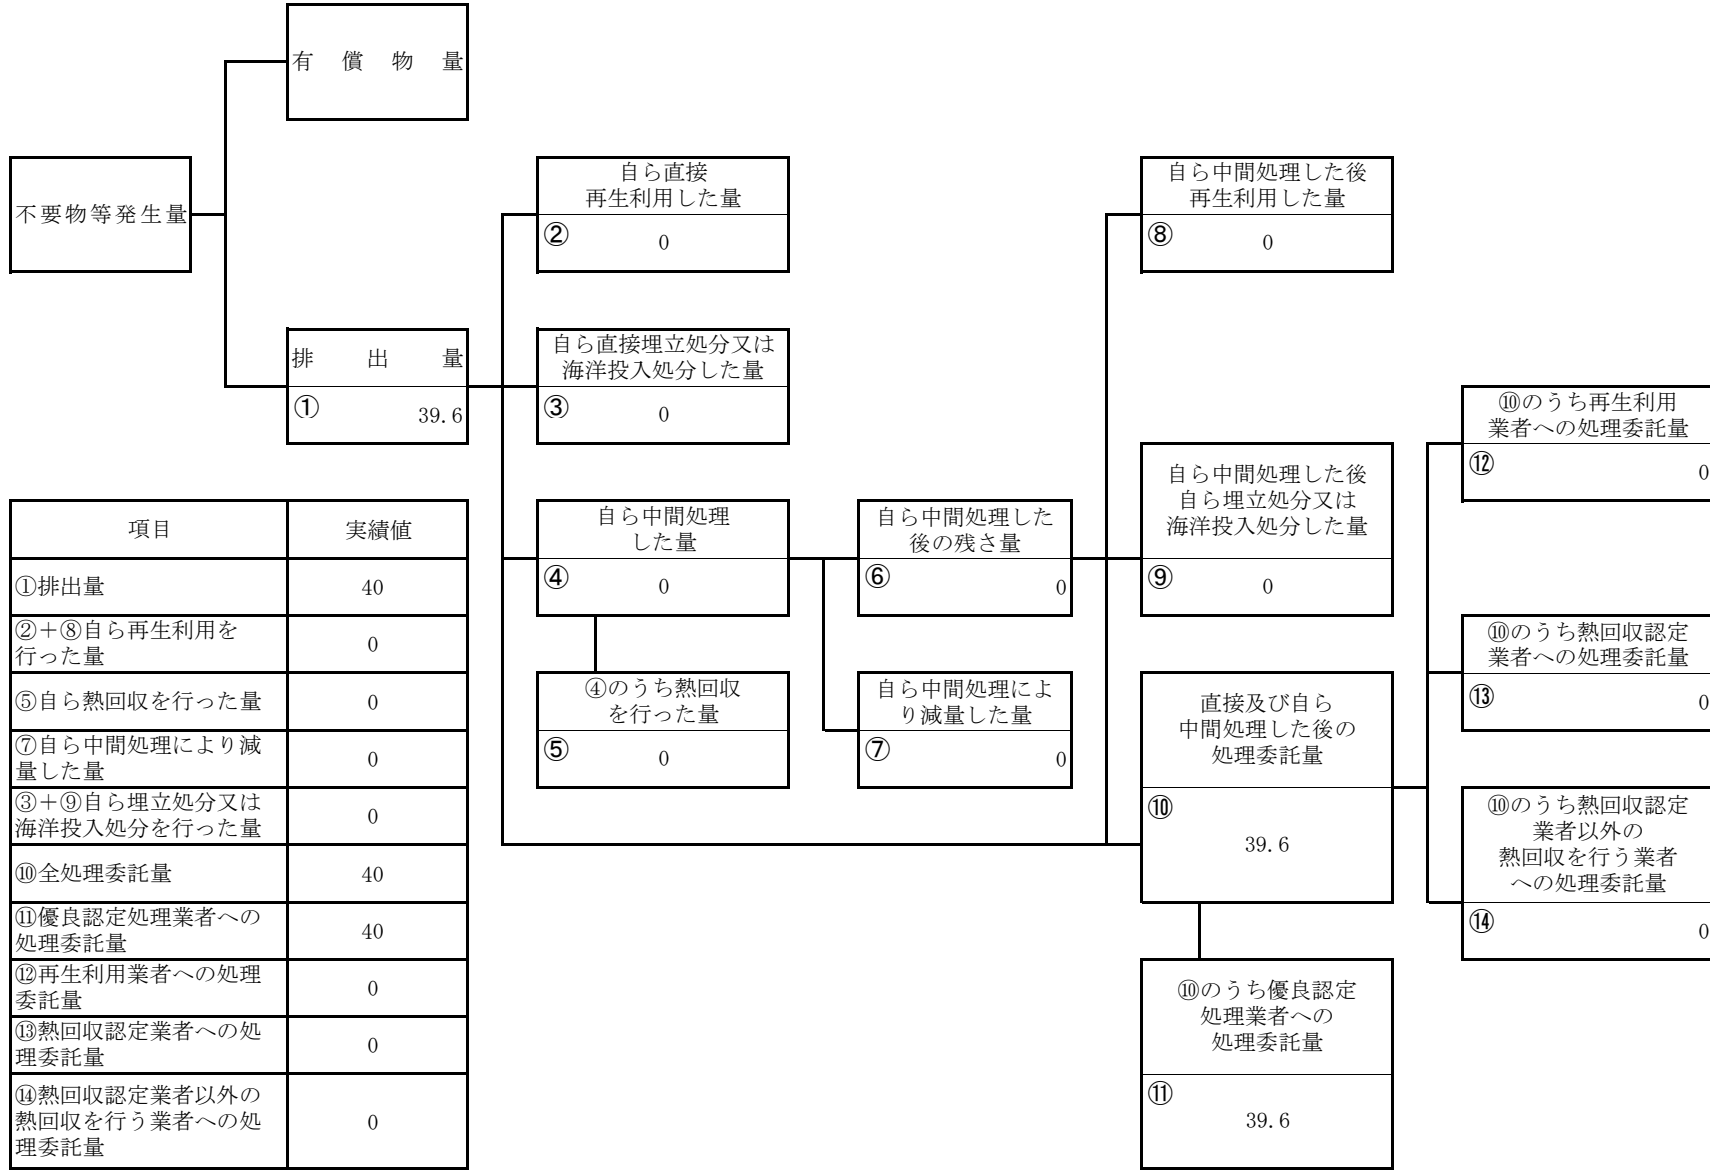 有償物量
不要物等発生量
自ら直接
再生利用した量
② 0
自ら中間処理した後
再生利用した量
⑧ 0
排出量
① 39.6
自ら直接埋立処分又は
海洋投入処分した量
③ 0
⑩のうち再生利用
業者への処理委託量
⑫ 0
自ら中間処理
した量
④ 0
自ら中間処理した
後の残さ量
⑥ 0
自ら中間処理した後
自ら埋立処分又は
海洋投入処分した量
⑨ 0
⑩のうち熱回収認定
業者への処理委託量
⑬ 0
④のうち熱回収
を行った量
⑤ 0
自ら中間処理によ
り減量した量
⑦ 0
直接及び自ら
中間処理した後の
処理委託量
⑩
39.6
⑩のうち熱回収認定
業者以外の
熱回収を行う業者
への処理委託量
⑭ 0
⑩のうち優良認定
処理業者への
処理委託量
⑪
39.6
項目 実績値
①排出量 40
②+⑧自ら再生利用を
行った量 0
⑤自ら熱回収を行った量 0
⑦自ら中間処理により減
量した量 0
③+⑨自ら埋立処分又は
海洋投入処分を行った量 0
⑩全処理委託量 40
⑪優良認定処理業者への
処理委託量 40
⑫再生利用業者への処理
委託量 0
⑬熱回収認定業者への処
理委託量 0
⑭熱回収認定業者以外の
熱回収を行う業者への処
理委託量 0